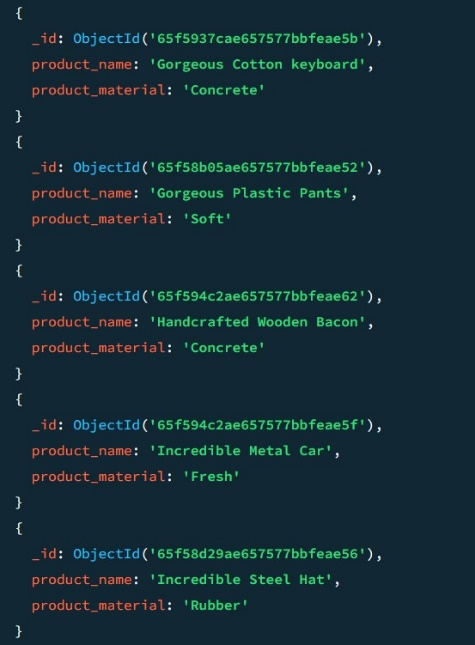 {
_id: ObjectId('65f5937cae657577bbfeae5b'),
product_name: 'Gorgeous Cotton keyboard',
product_material: 'Concrete'
}
{
_id: ObjectId('65f58b05ae657577bbfeae52'),
product_name: 'Gorgeous Plastic Pants',
product_material: 'Soft'
}
{
_id: ObjectId('65f594c2ae657577bbfeae62'),
product_name: 'Handcrafted Wooden Bacon',
product_material: 'Concrete'
}
{
_id: ObjectId('65f594c2ae657577bbfeae5f'),
product_name: 'Incredible Metal Car',
product_material: 'Fresh'
}
{
_id: ObjectId('65f58d29ae657577bbfeae56'),
product_name: 'Incredible Steel Hat',
product_material: 'Rubber'
}